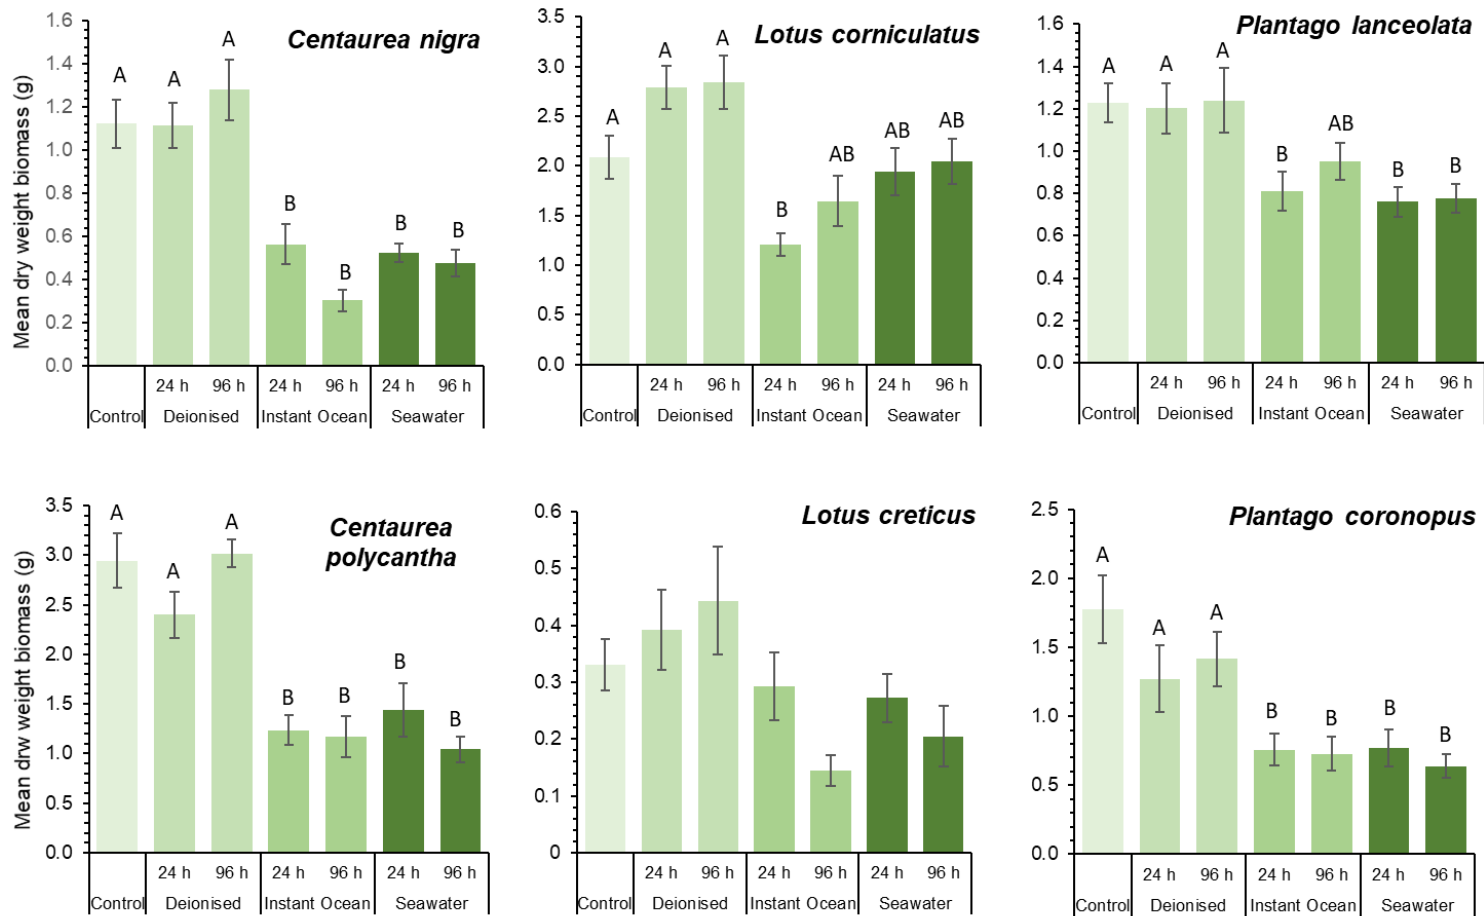 Centaurea nigra
Mean dry weight biomass (g)
1.6
1.4
1.2
1.0
0.8
0.6
0.4
0.2
0.0
A
A
A
B
B
B
B
24 h 96 h 24 h 96 h 24 h 96 h
Control Deionised Instant Ocean Seawater
Lotus corniculatus
3.5
3.0
2.5
2.0
1.5
1.0
0.5
0.0
A
A
A
B
AB
AB
AB
24 h 96 h 24 h 96 h 24 h 96 h
Control Deionised Instant Ocean Seawater
Plantago lanceolata
1.6
1.4
1.2
1.0
0.8
0.6
0.4
0.2
0.0
A
A
A
B
AB
B
B
24 h 96 h 24 h 96 h 24 h 96 h
Control Deionised Instant Ocean Seawater
Centaurea
polycantha
Mean drw weight biomass (g)
3.5
3.0
2.5
2.0
1.5
1.0
0.5
0.0
A
A
A
B
B
B
B
24 h 96 h 24 h 96 h 24 h 96 h
Control Deionised Instant Ocean Seawater
Lotus creticus
0.6
0.5
0.4
0.3
0.2
0.1
0
24 h 96 h 24 h 96 h 24 h 96 h
Control Deionised Instant Ocean Seawater
Plantago coronopus
2.5
2.0
1.5
1.0
0.5
0.0
A
A
A
B
B
B
B
24 h 96 h 24 h 96 h 24 h 96 h
Control Deionised Instant Ocean Seawater